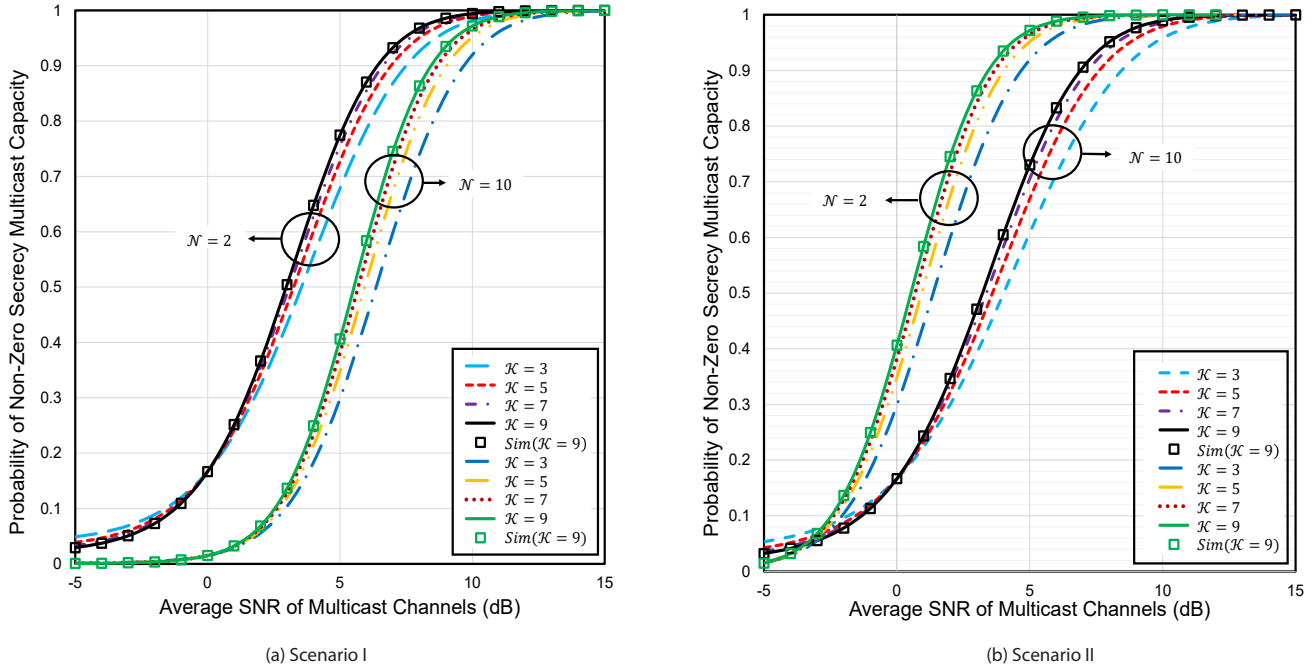 Probability of Non-Zero Secrecy Multicast Capacity
1
0.9
0.8
0.7
0.6
0.5
0.4
0.3
0.2
0.1
0
-5
0
5
10
15
Average SNR of Multicast Channels (dB)
𝒩 = 2
𝒩 = 10
𝒦 = 3
𝒦 = 5
𝒦 = 7
𝒦 = 9
Sim(𝒦 = 9)
𝒦 = 3
𝒦 = 5
𝒦 = 7
𝒦 = 9
Sim(𝒦 = 9)
(a) Scenario I
Probability of Non-Zero Secrecy Multicast Capacity
1
0.9
0.8
0.7
0.6
0.5
0.4
0.3
0.2
0.1
0
-5
0
5
10
15
Average SNR of Multicast Channels (dB)
𝒩 = 2
𝒩 = 10
𝒦 = 3
𝒦 = 5
𝒦 = 7
𝒦 = 9
Sim(𝒦 = 9)
𝒦 = 3
𝒦 = 5
𝒦 = 7
𝒦 = 9
Sim(𝒦 = 9)
(b) Scenario II